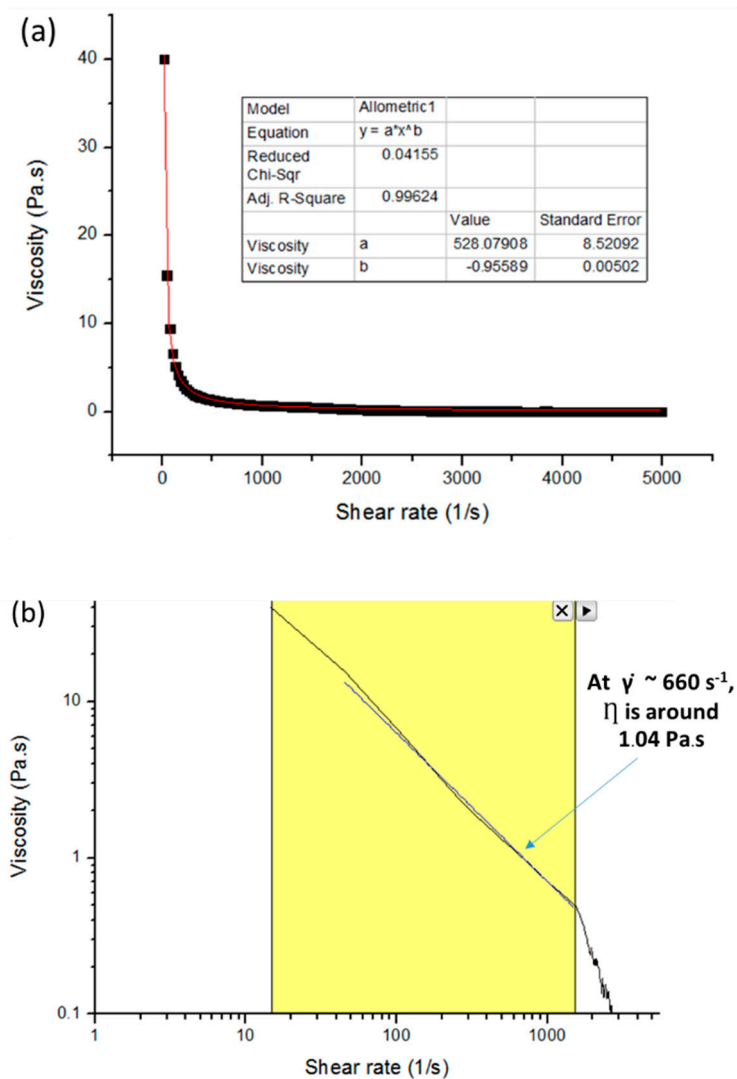 (a)
40
30
20
10
0
Viscosity (Pa.s)
Model Allometric1
Equation y = a*x^b
Reduced Chi-Sqr 0.04155
Adj. R-Square 0.99624
Value Standard Error
Viscosity a 528.07908 8.52092
Viscosity b -0.95589 0.00502
0 1000 2000 3000 4000 5000
Shear rate (1/s)
(b)
10
1
0.1
Viscosity (Pa.s)
At γ̇ ~ 660 s⁻¹,
η is around
1.04 Pa.s
1 10 100 1000
Shear rate (1/s)